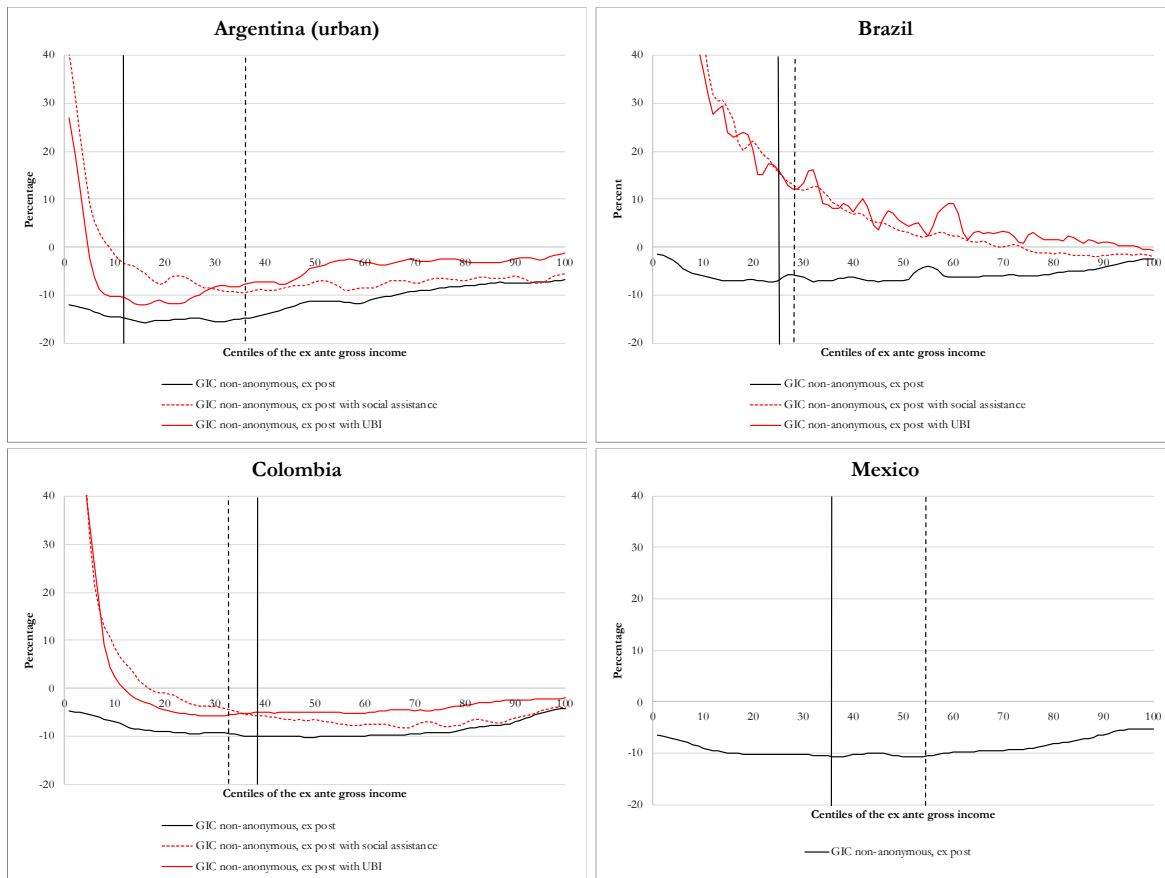 Argentina (urban)
40
30
20
10
0
-10
-20
Percentage
0 10 20 30 40 50 60 70 80 90 100
Centiles of the ex ante gross income
GIC non-anonymous, ex post
GIC non-anonymous, ex post with social assistance
GIC non-anonymous, ex post with UBI
Brazil
40
30
20
10
0
-10
-20
Percent
0 10 20 30 40 50 60 70 80 90 100
Centiles of ex ante gross income
GIC non-anonymous, ex post
GIC non-anonymous, ex post with social assistance
GIC non-anonymous, ex post with UBI
Colombia
40
30
20
10
0
-10
-20
Percentage
0 10 20 30 40 50 60 70 80 90 100
Centiles of the ex ante gross income
GIC non-anonymous, ex post
GIC non-anonymous, ex post with social assistance
GIC non-anonymous, ex post with UBI
Mexico
40
30
20
10
0
-10
-20
Percentage
0 10 20 30 40 50 60 70 80 90 100
Centiles of the ex ante gross income
GIC non-anonymous, ex post